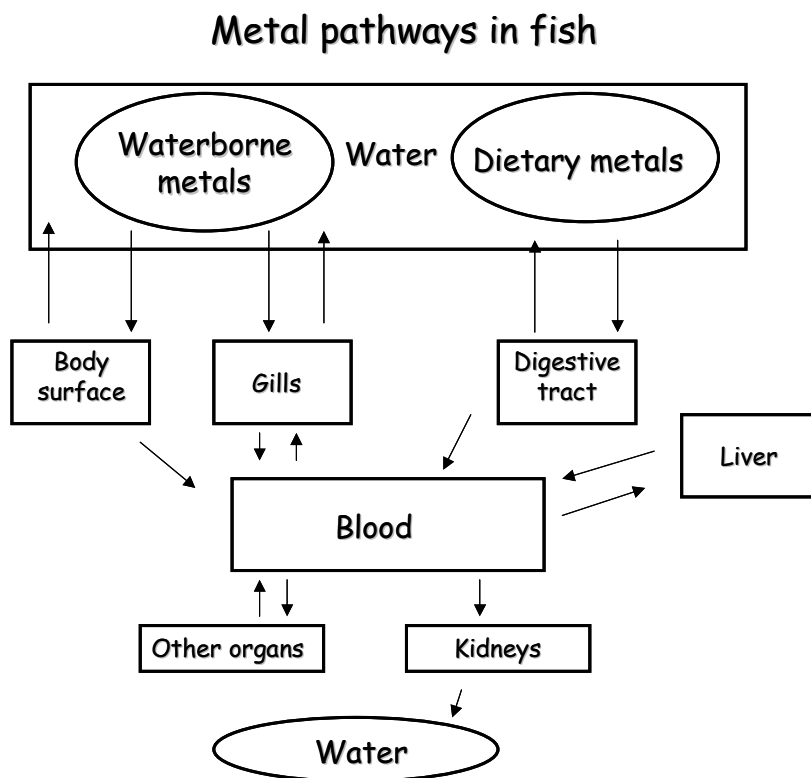 Metal pathways in fish
Waterborne
metals
Water
Dietary metals
Body
surface
Gills
Digestive
tract
Liver
Blood
Other organs
Kidneys
Water